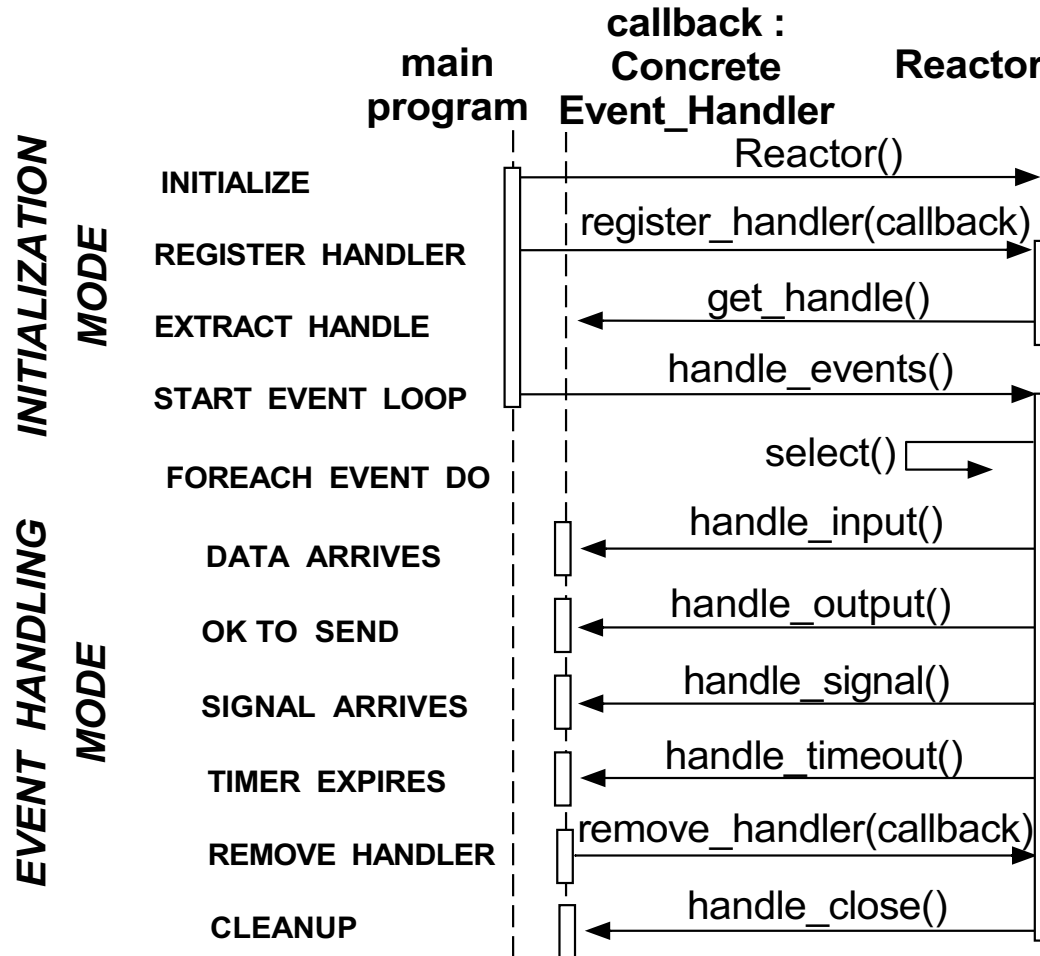 main
program
callback :
Concrete
Event_Handler
Reactor
INITIALIZATION
MODE
INITIALIZE
Reactor()
REGISTER HANDLER
register_handler(callback)
EXTRACT HANDLE
get_handle()
START EVENT LOOP
handle_events()
EVENT HANDLING
MODE
FOREACH EVENT DO
select()
DATA ARRIVES
handle_input()
OK TO SEND
handle_output()
SIGNAL ARRIVES
handle_signal()
TIMER EXPIRES
handle_timeout()
REMOVE HANDLER
remove_handler(callback)
CLEANUP
handle_close()